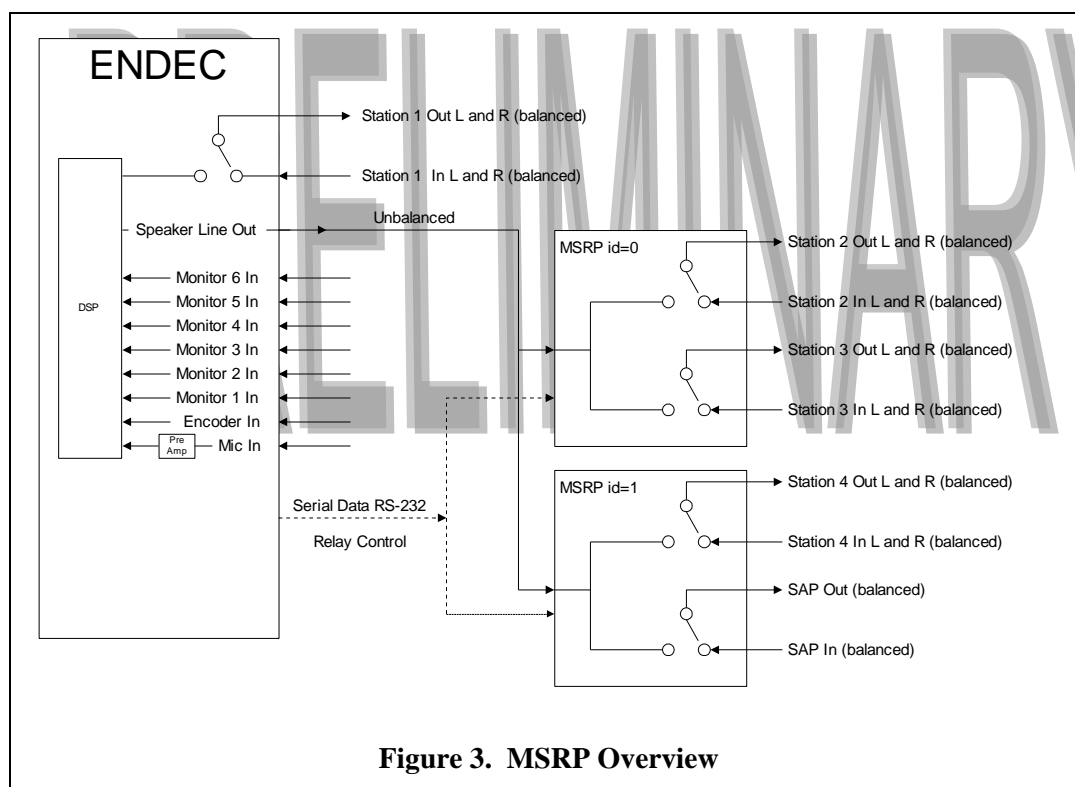 PRELIMINARY
ENDEC
Station 1 Out L and R (balanced)
Station 1 In L and R (balanced)
Speaker Line Out
Unbalanced
DSP
Monitor 6 In
Monitor 5 In
Monitor 4 In
Monitor 3 In
Monitor 2 In
Monitor 1 In
Encoder In
Pre
Amp
Mic In
Serial Data RS-232
Relay Control
MSRP id=0
Station 2 Out L and R (balanced)
Station 2 In L and R (balanced)
Station 3 Out L and R (balanced)
Station 3 In L and R (balanced)
MSRP id=1
Station 4 Out L and R (balanced)
Station 4 In L and R (balanced)
SAP Out (balanced)
SAP In (balanced)
Figure 3. MSRP Overview